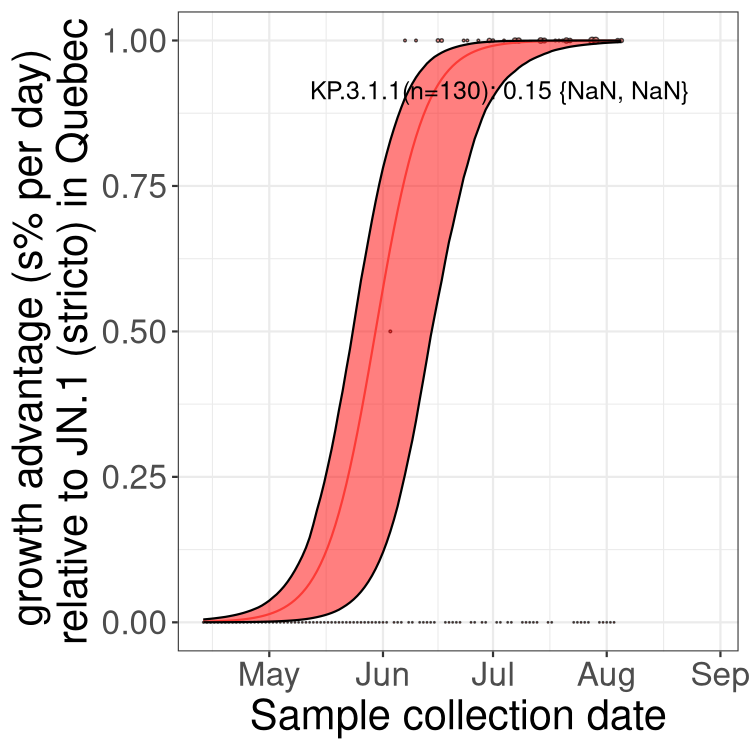 growth advantage (s% per day)
relative to JN.1 (stricto) in Quebec
1.00
0.75
0.50
0.25
0.00
KP.3.1.1(n=130): 0.15 {NaN, NaN}
May Jun Jul Aug Sep
Sample collection date